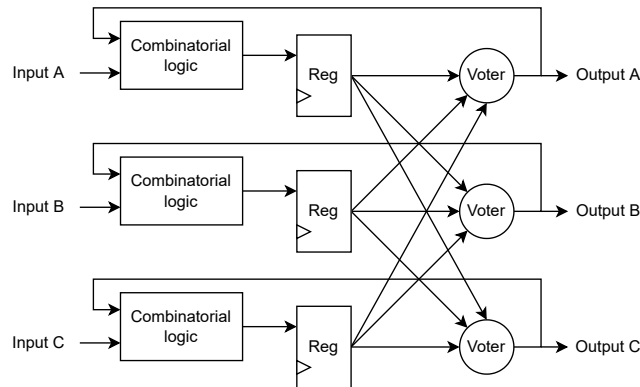 Combinatorial
logic
Input A
Reg
Voter
Output A
Combinatorial
logic
Input B
Reg
Voter
Output B
Combinatorial
logic
Input C
Reg
Voter
Output C